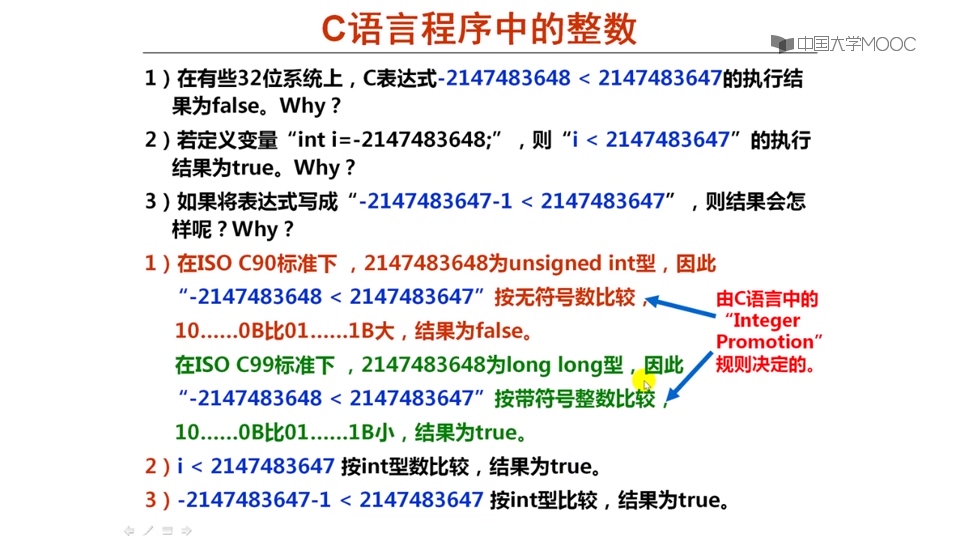 C语言程序中的整数
中国大学MOOC
1）在有些32位系统上，C表达式-2147483648 < 2147483647的执行结
果为false。Why？
2）若定义变量“int i=-2147483648;”，则“i < 2147483647”的执行
结果为true。Why？
3）如果将表达式写成“-2147483647-1 < 2147483647”，则结果会怎
样呢？Why？
1）在ISO C90标准下，2147483648为unsigned int型，因此
“-2147483648 < 2147483647”按无符号数比较，
10……0B比01……1B大，结果为false。
在ISO C99标准下，2147483648为long long型，因此
“-2147483648 < 2147483647”按带符号整数比较，
10……0B比01……1B小，结果为true。
由C语言中的
“Integer
Promotion”
规则决定的。
2）i < 2147483647 按int型数比较，结果为true。
3）-2147483647-1 < 2147483647 按int型比较，结果为true。